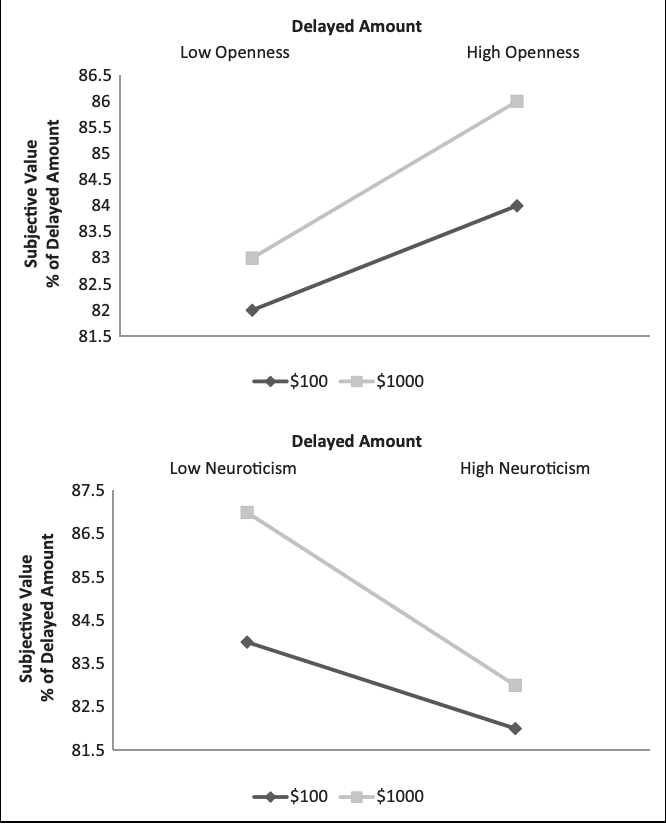 Delayed Amount
Low Openness High Openness
86.5
86
85.5
85
84.5
84
83.5
83
82.5
82
81.5
Subjective Value
% of Delayed Amount
$100 $1000
Delayed Amount
Low Neuroticism High Neuroticism
87.5
86.5
85.5
84.5
83.5
82.5
81.5
Subjective Value
% of Delayed Amount
$100 $1000